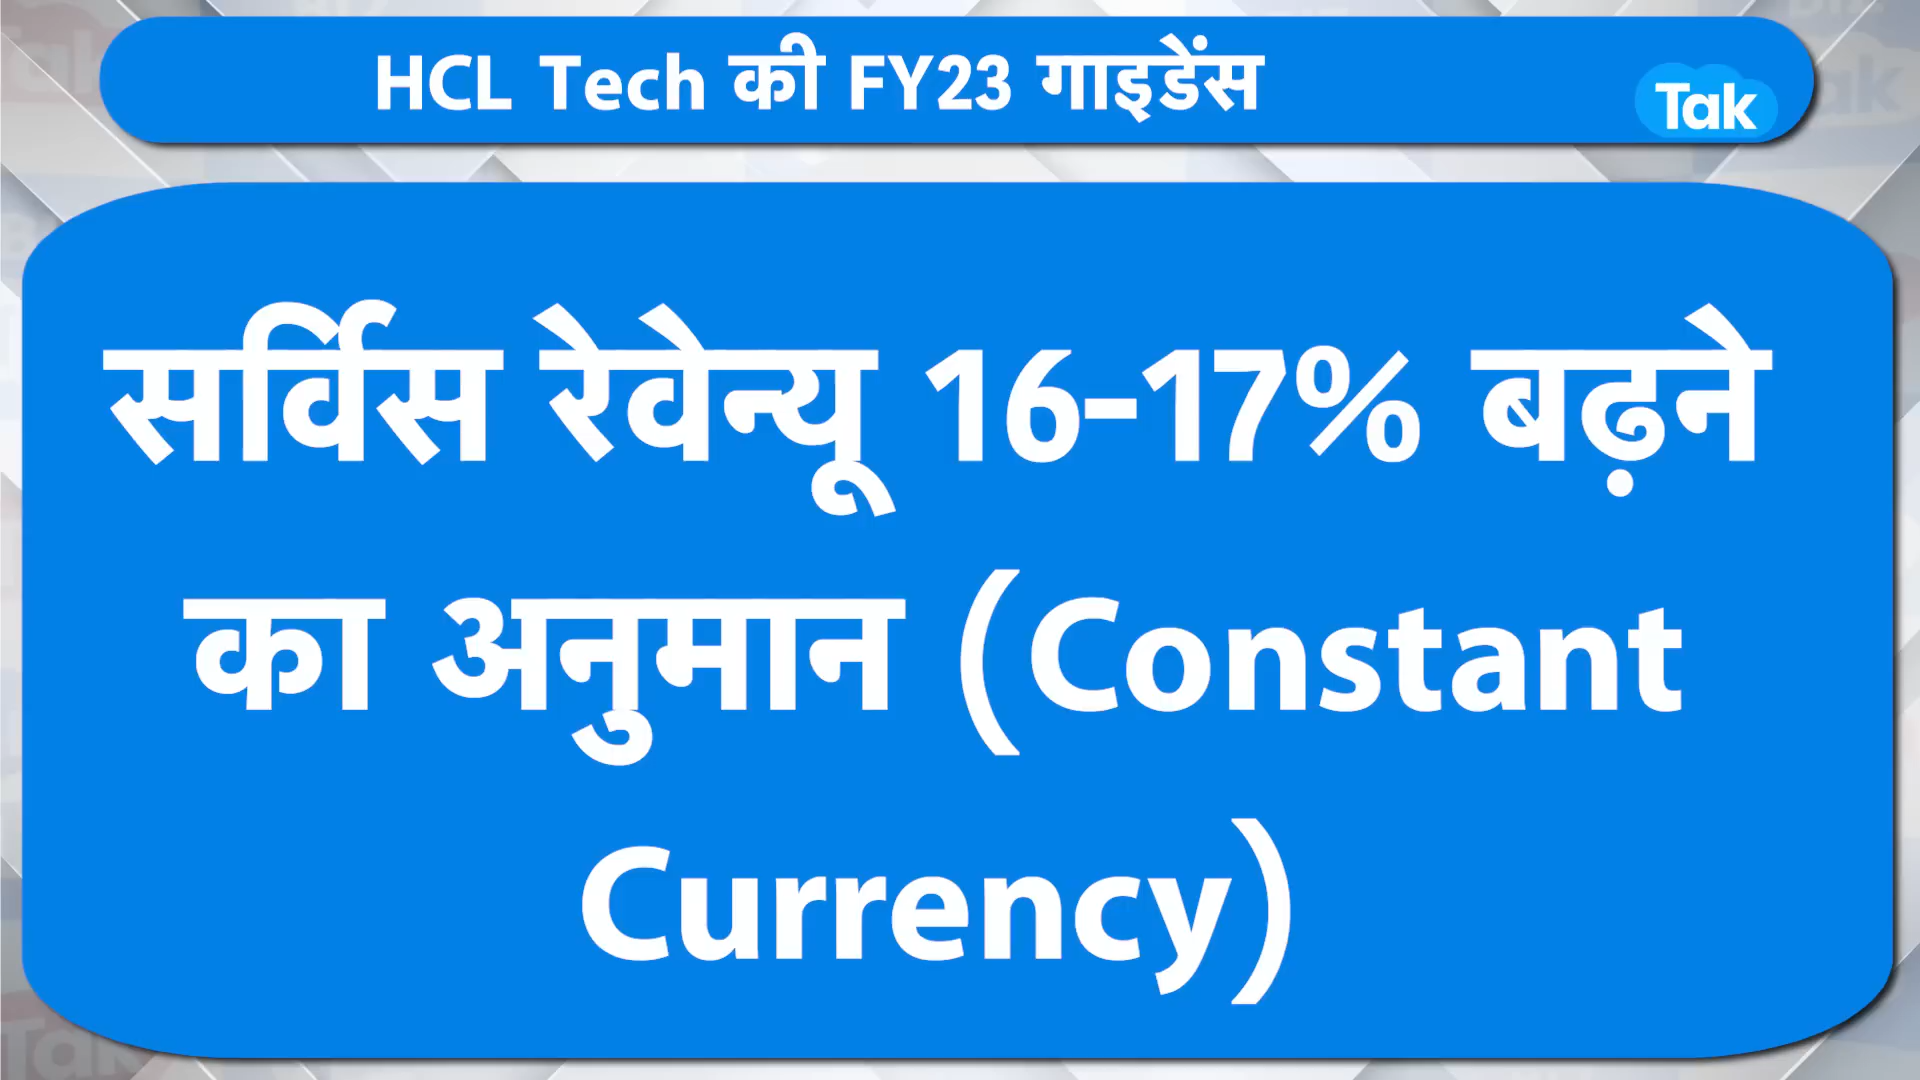 HCL Tech की FY23 गाइडेंस
Tak
सर्विस रेवेन्यू 16-17% बढ़ने
का अनुमान (Constant
Currency)